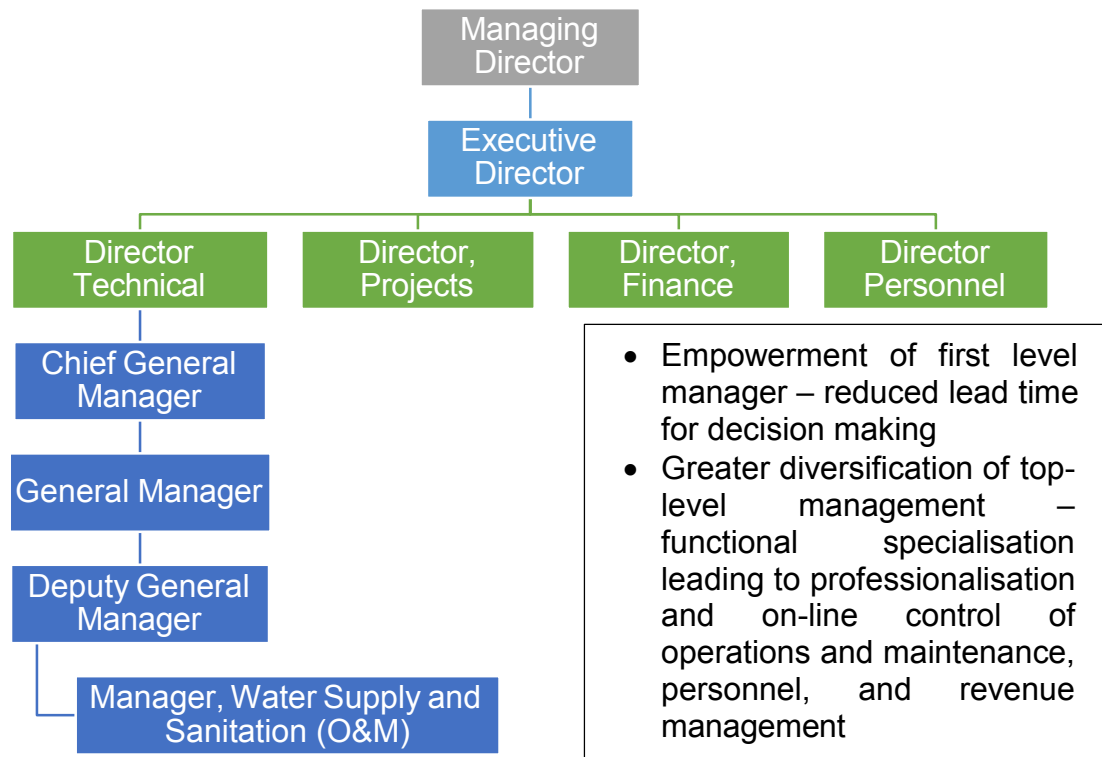 Managing
Director
Executive
Director
Director
Technical
Director,
Projects
Director,
Finance
Director
Personnel
Chief General
Manager
General Manager
Deputy General
Manager
Manager, Water Supply and
Sanitation (O&M)
• Empowerment of first level
manager – reduced lead time
for decision making
• Greater diversification of top-
level management –
functional specialisation
leading to professionalisation
and on-line control of
operations and maintenance,
personnel, and revenue
management